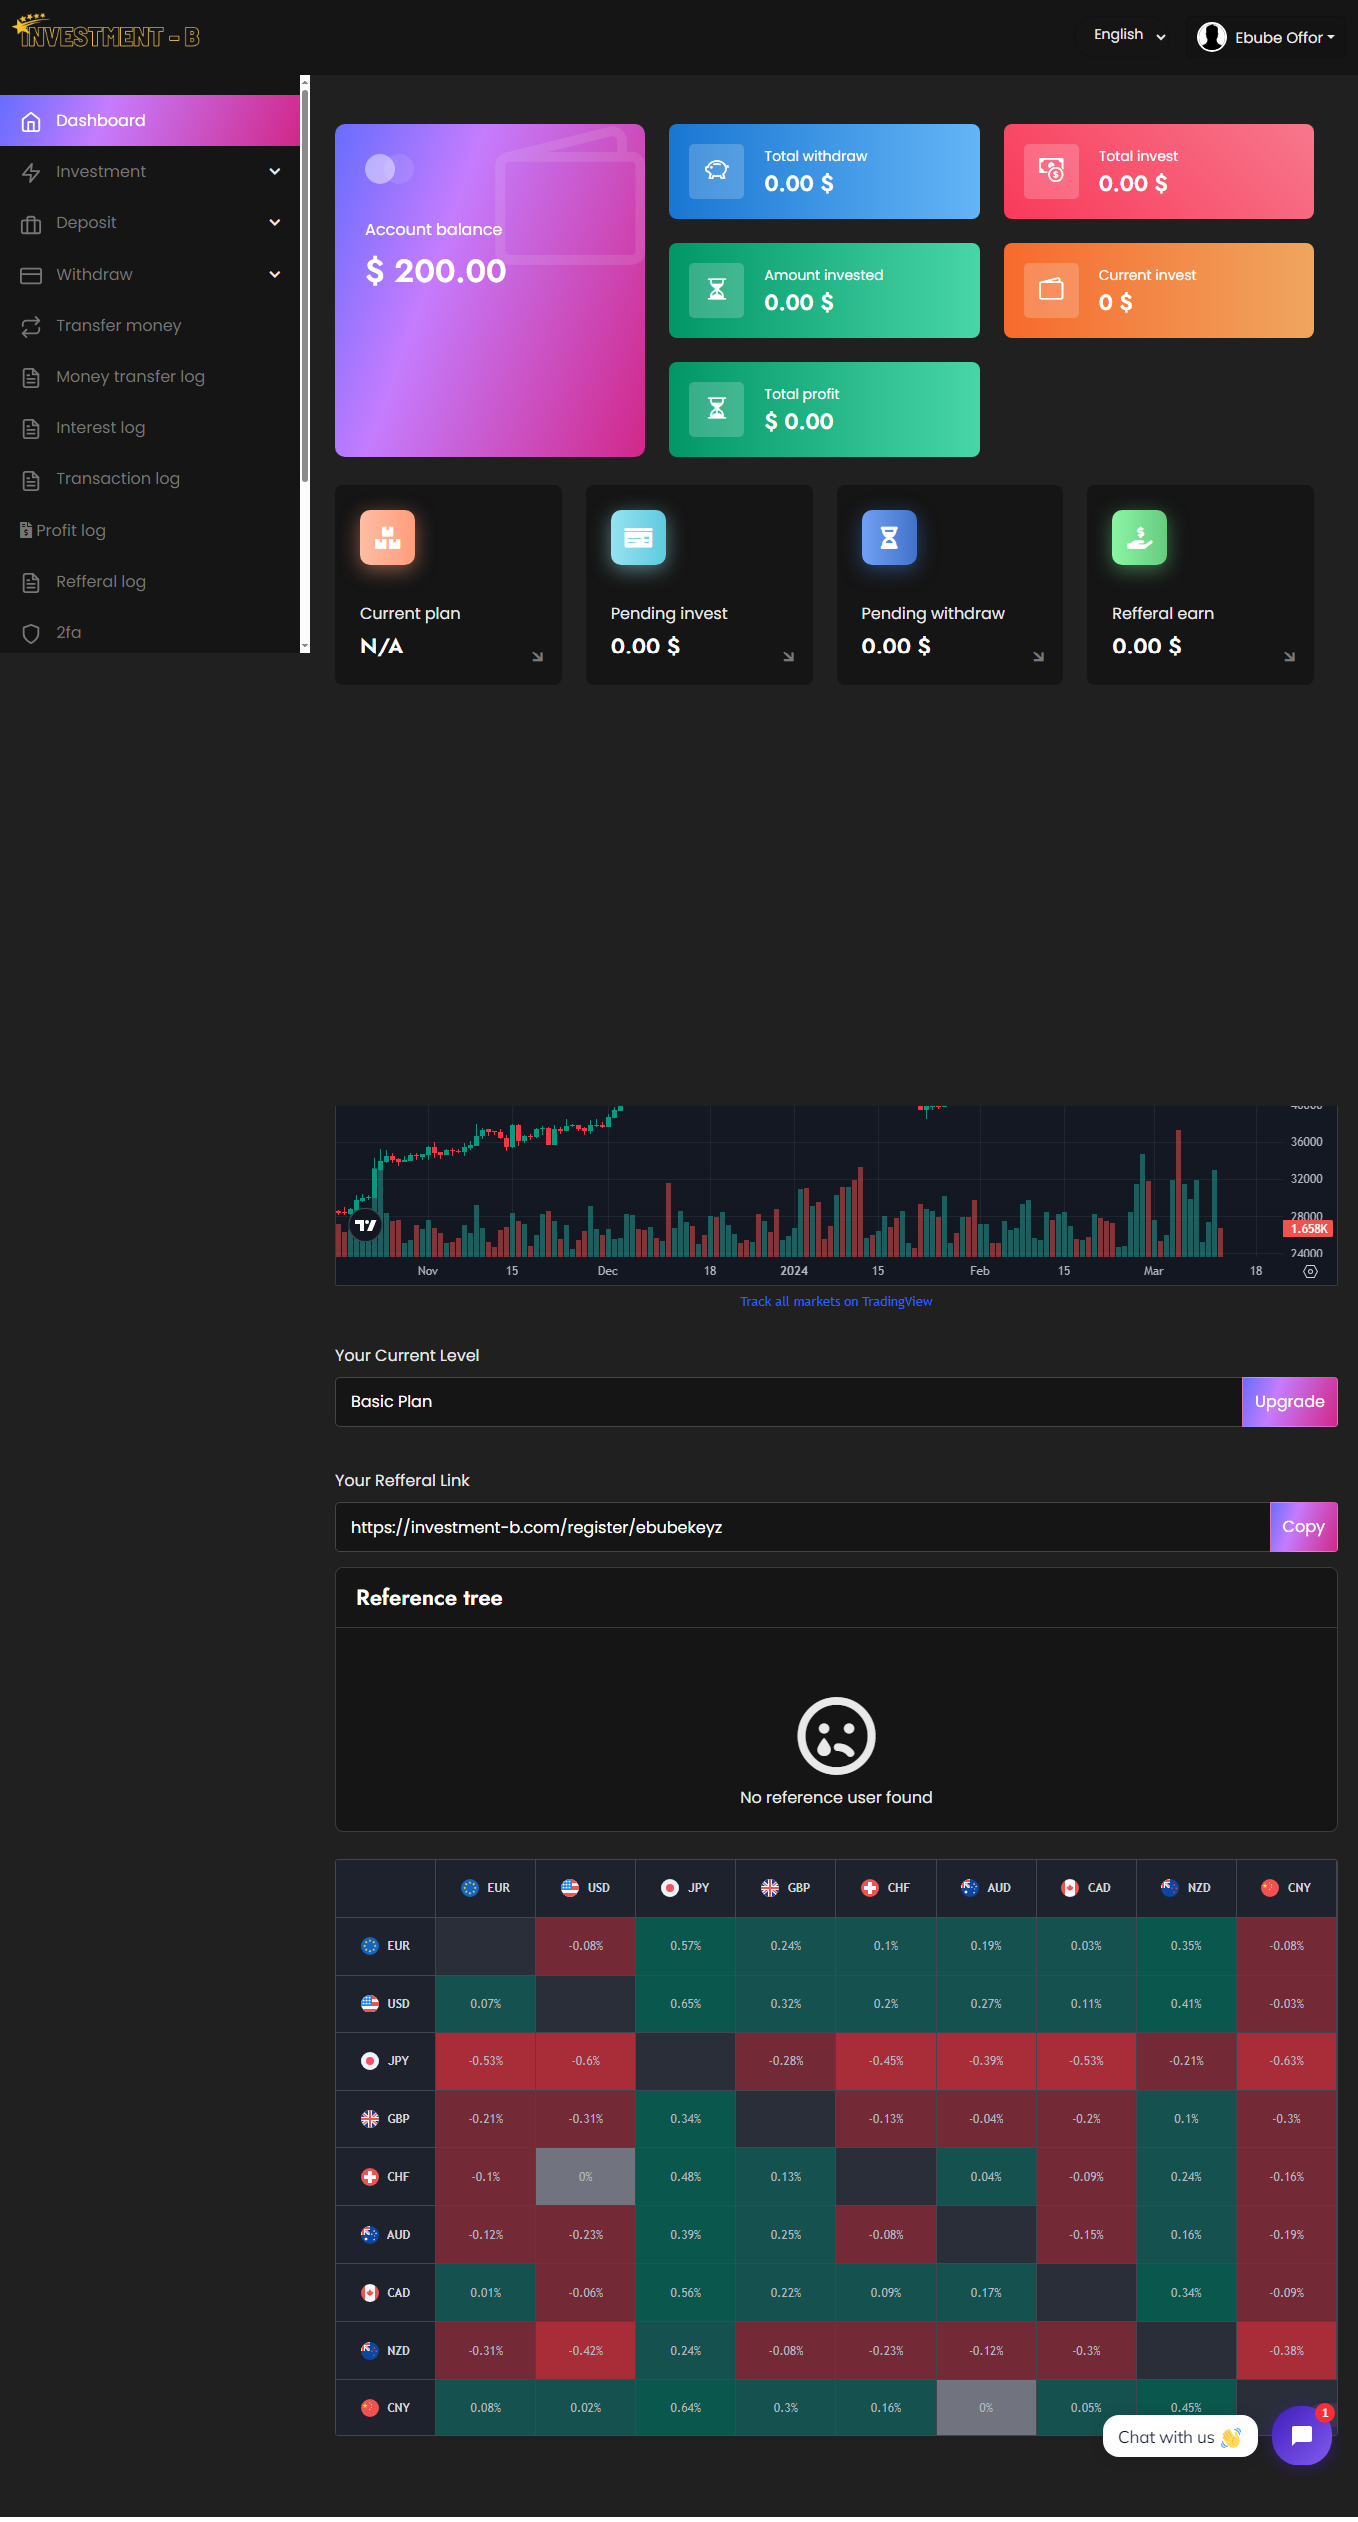 INVESTMENT - B
English
Ebube Offor
Dashboard
Investment
Deposit
Withdraw
Transfer money
Money transfer log
Interest log
Transaction log
Profit log
Refferal log
2fa
Account balance
$ 200.00
Total withdraw
0.00 $
Total invest
0.00 $
Amount invested
0.00 $
Current invest
0 $
Total profit
$ 0.00
Current plan
N/A
Pending invest
0.00 $
Pending withdraw
0.00 $
Refferal earn
0.00 $
40000
36000
32000
28000
1.658K
24000
Nov 15 Dec 18 2024 15 Feb 15 Mar 18
Track all markets on TradingView
Your Current Level
Basic Plan
Upgrade
Your Refferal Link
https://investment-b.com/register/ebubekeyz
Copy
Reference tree
No reference user found
EUR USD JPY GBP CHF AUD CAD NZD CNY
EUR -0.08% 0.57% 0.24% 0.1% 0.19% 0.03% 0.35% -0.08%
USD 0.07% 0.65% 0.32% 0.2% 0.27% 0.11% 0.41% -0.03%
JPY -0.53% -0.6% -0.28% -0.45% -0.39% -0.53% -0.21% -0.63%
GBP -0.21% -0.31% 0.34% -0.13% -0.04% -0.2% 0.1% -0.3%
CHF -0.1% 0% 0.48% 0.13% 0.04% -0.09% 0.24% -0.16%
AUD -0.12% -0.23% 0.39% 0.25% -0.08% -0.15% 0.16% -0.19%
CAD 0.01% -0.06% 0.56% 0.22% 0.09% 0.17% 0.34% -0.09%
NZD -0.31% -0.42% 0.24% -0.08% -0.23% -0.12% -0.3% -0.38%
CNY 0.08% 0.02% 0.64% 0.3% 0.16% 0% 0.05% 0.45%
Chat with us 👋
1